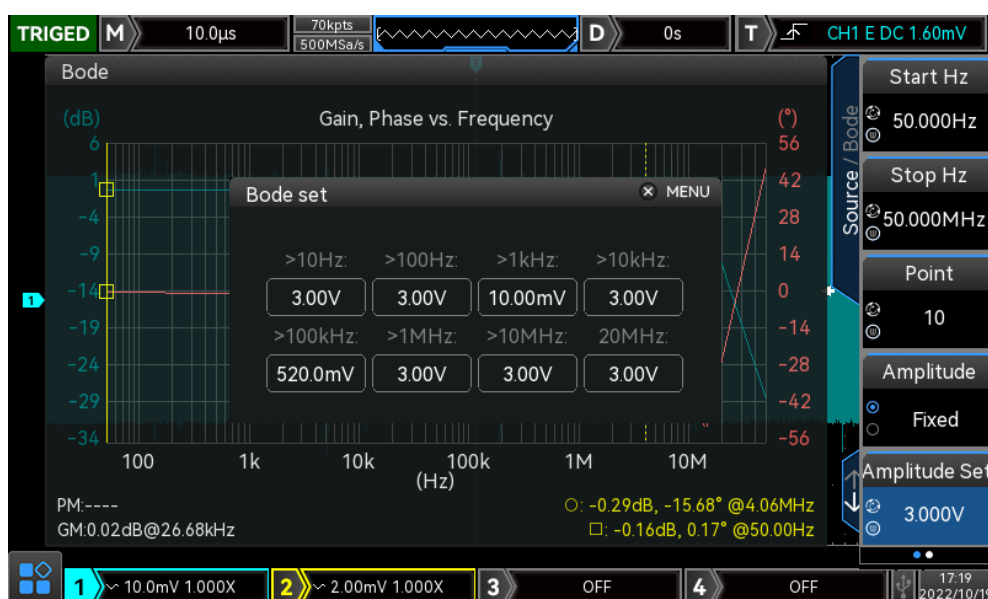 TRIGED M 10.0µs 70kpts 500MSa/s D 0s T CH1 E DC 1.60mV
Bode
Gain, Phase vs. Frequency
(dB)
6
1
-4
-9
-14
-19
-24
-29
-34
(°)
56
42
28
14
0
-14
-28
-42
-56
100 1k 10k 100k 1M 10M
(Hz)
Bode set MENU
>10Hz: >100Hz: >1kHz: >10kHz:
3.00V 3.00V 10.00mV 3.00V
>100kHz: >1MHz: >10MHz: 20MHz:
520.0mV 3.00V 3.00V 3.00V
PM:----
GM:0.02dB@26.68kHz
O: -0.29dB, -15.68° @4.06MHz
□: -0.16dB, 0.17° @50.00Hz
1
Source / Bode
Start Hz
50.000Hz
Stop Hz
50.000MHz
Point
10
Amplitude
Fixed
Amplitude Set
3.000V
1 10.0mV 1.000X 2 2.00mV 1.000X 3 OFF 4 OFF
17:19
2022/10/19